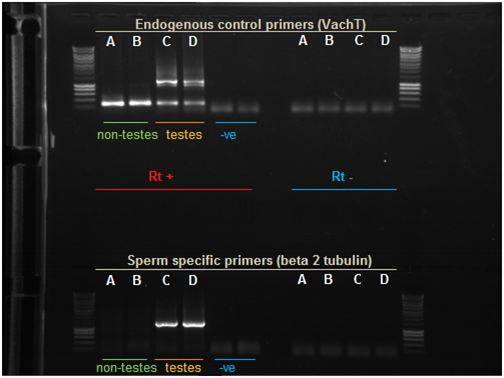 Endogenous control primers (VachT)
A B C D A B C D
non-testes testes -ve
Rt + Rt -
Sperm specific primers (beta 2 tubulin)
A B C D A B C D
non-testes testes -ve